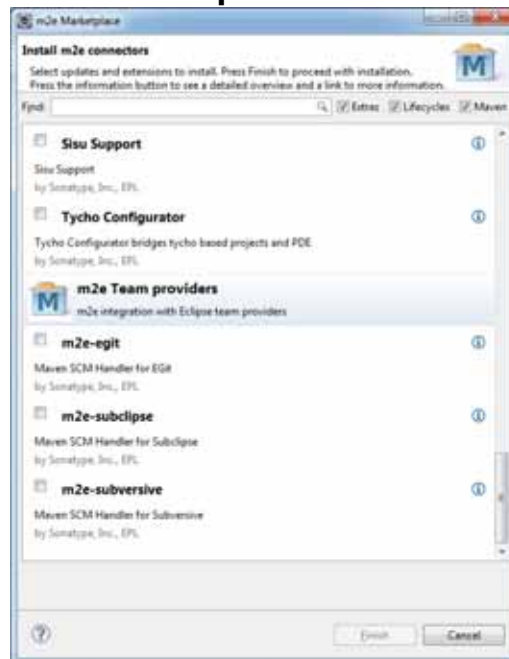 m2e Marketplace
Install m2e connectors
Select updates and extensions to install. Press Finish to proceed with installation.
Press the information button to see a detailed overview and a link to more information.
Find:
Extras Lifecycles Maven
Sisu Support
Sisu Support
by Sonatype, Inc., EPL
Tycho Configurator
Tycho Configurator bridges tycho based projects and PDE
by Sonatype, Inc., EPL
M
m2e Team providers
m2e integration with Eclipse team providers
m2e-egit
Maven SCM Handler for EGit
by Sonatype, Inc., EPL
m2e-subclipse
Maven SCM Handler for Subclipse
by Sonatype, Inc., EPL
m2e-subversive
Maven SCM Handler for Subversive
by Sonatype, Inc., EPL
Finish Cancel